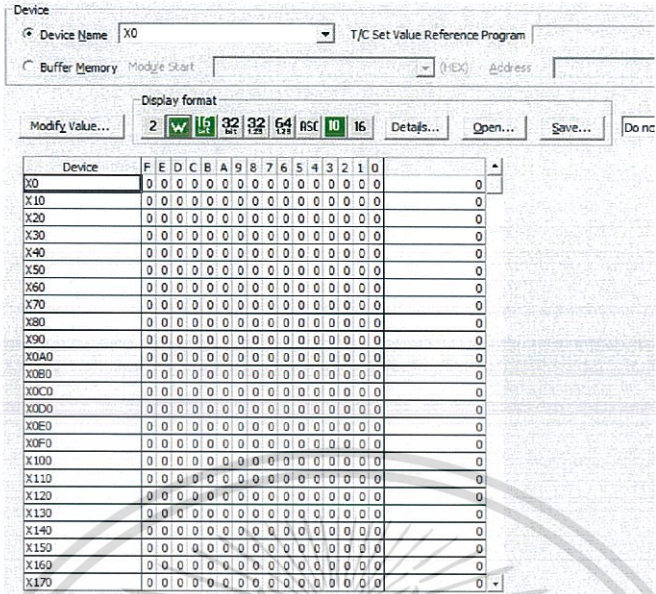 Device
Device Name X0 T/C Set Value Reference Program
Buffer Memory Module Start (HEX) Address
Display format
Modify Value... 2 W 16 bit 32 bit 32 1.23 64 1.23 ASC 10 16 Details... Open... Save... Do no
Device F E D C B A 9 8 7 6 5 4 3 2 1 0
X0 0 0 0 0 0 0 0 0 0 0 0 0 0 0 0 0 0
X10 0 0 0 0 0 0 0 0 0 0 0 0 0 0 0 0 0
X20 0 0 0 0 0 0 0 0 0 0 0 0 0 0 0 0 0
X30 0 0 0 0 0 0 0 0 0 0 0 0 0 0 0 0 0
X40 0 0 0 0 0 0 0 0 0 0 0 0 0 0 0 0 0
X50 0 0 0 0 0 0 0 0 0 0 0 0 0 0 0 0 0
X60 0 0 0 0 0 0 0 0 0 0 0 0 0 0 0 0 0
X70 0 0 0 0 0 0 0 0 0 0 0 0 0 0 0 0 0
X80 0 0 0 0 0 0 0 0 0 0 0 0 0 0 0 0 0
X90 0 0 0 0 0 0 0 0 0 0 0 0 0 0 0 0 0
X0A0 0 0 0 0 0 0 0 0 0 0 0 0 0 0 0 0 0
X0B0 0 0 0 0 0 0 0 0 0 0 0 0 0 0 0 0 0
X0C0 0 0 0 0 0 0 0 0 0 0 0 0 0 0 0 0 0
X0D0 0 0 0 0 0 0 0 0 0 0 0 0 0 0 0 0 0
X0E0 0 0 0 0 0 0 0 0 0 0 0 0 0 0 0 0 0
X0F0 0 0 0 0 0 0 0 0 0 0 0 0 0 0 0 0 0
X100 0 0 0 0 0 0 0 0 0 0 0 0 0 0 0 0 0
X110 0 0 0 0 0 0 0 0 0 0 0 0 0 0 0 0 0
X120 0 0 0 0 0 0 0 0 0 0 0 0 0 0 0 0 0
X130 0 0 0 0 0 0 0 0 0 0 0 0 0 0 0 0 0
X140 0 0 0 0 0 0 0 0 0 0 0 0 0 0 0 0 0
X150 0 0 0 0 0 0 0 0 0 0 0 0 0 0 0 0 0
X160 0 0 0 0 0 0 0 0 0 0 0 0 0 0 0 0 0
X170 0 0 0 0 0 0 0 0 0 0 0 0 0 0 0 0 0